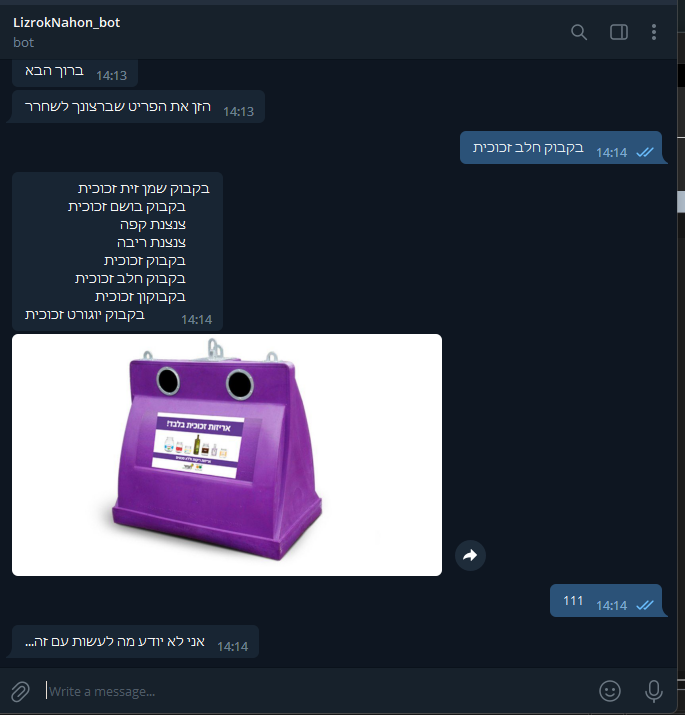 LizrokNahon_bot
bot
ברוך הבא
14:13
הזן את הפריט שברצונך לשחרר
14:13
בקבוק חלב זכוכית
14:14
בקבוק שמן זית זכוכית
בקבוק בושם זכוכית
צנצנת קפה
צנצנת ריבה
בקבוק זכוכית
בקבוק חלב זכוכית
בקבוקון זכוכית
בקבוק יוגורט זכוכית
14:14
אריזות זכוכית בלבד!
111
14:14
אני לא יודע מה לעשות עם זה...
14:14
Write a message...